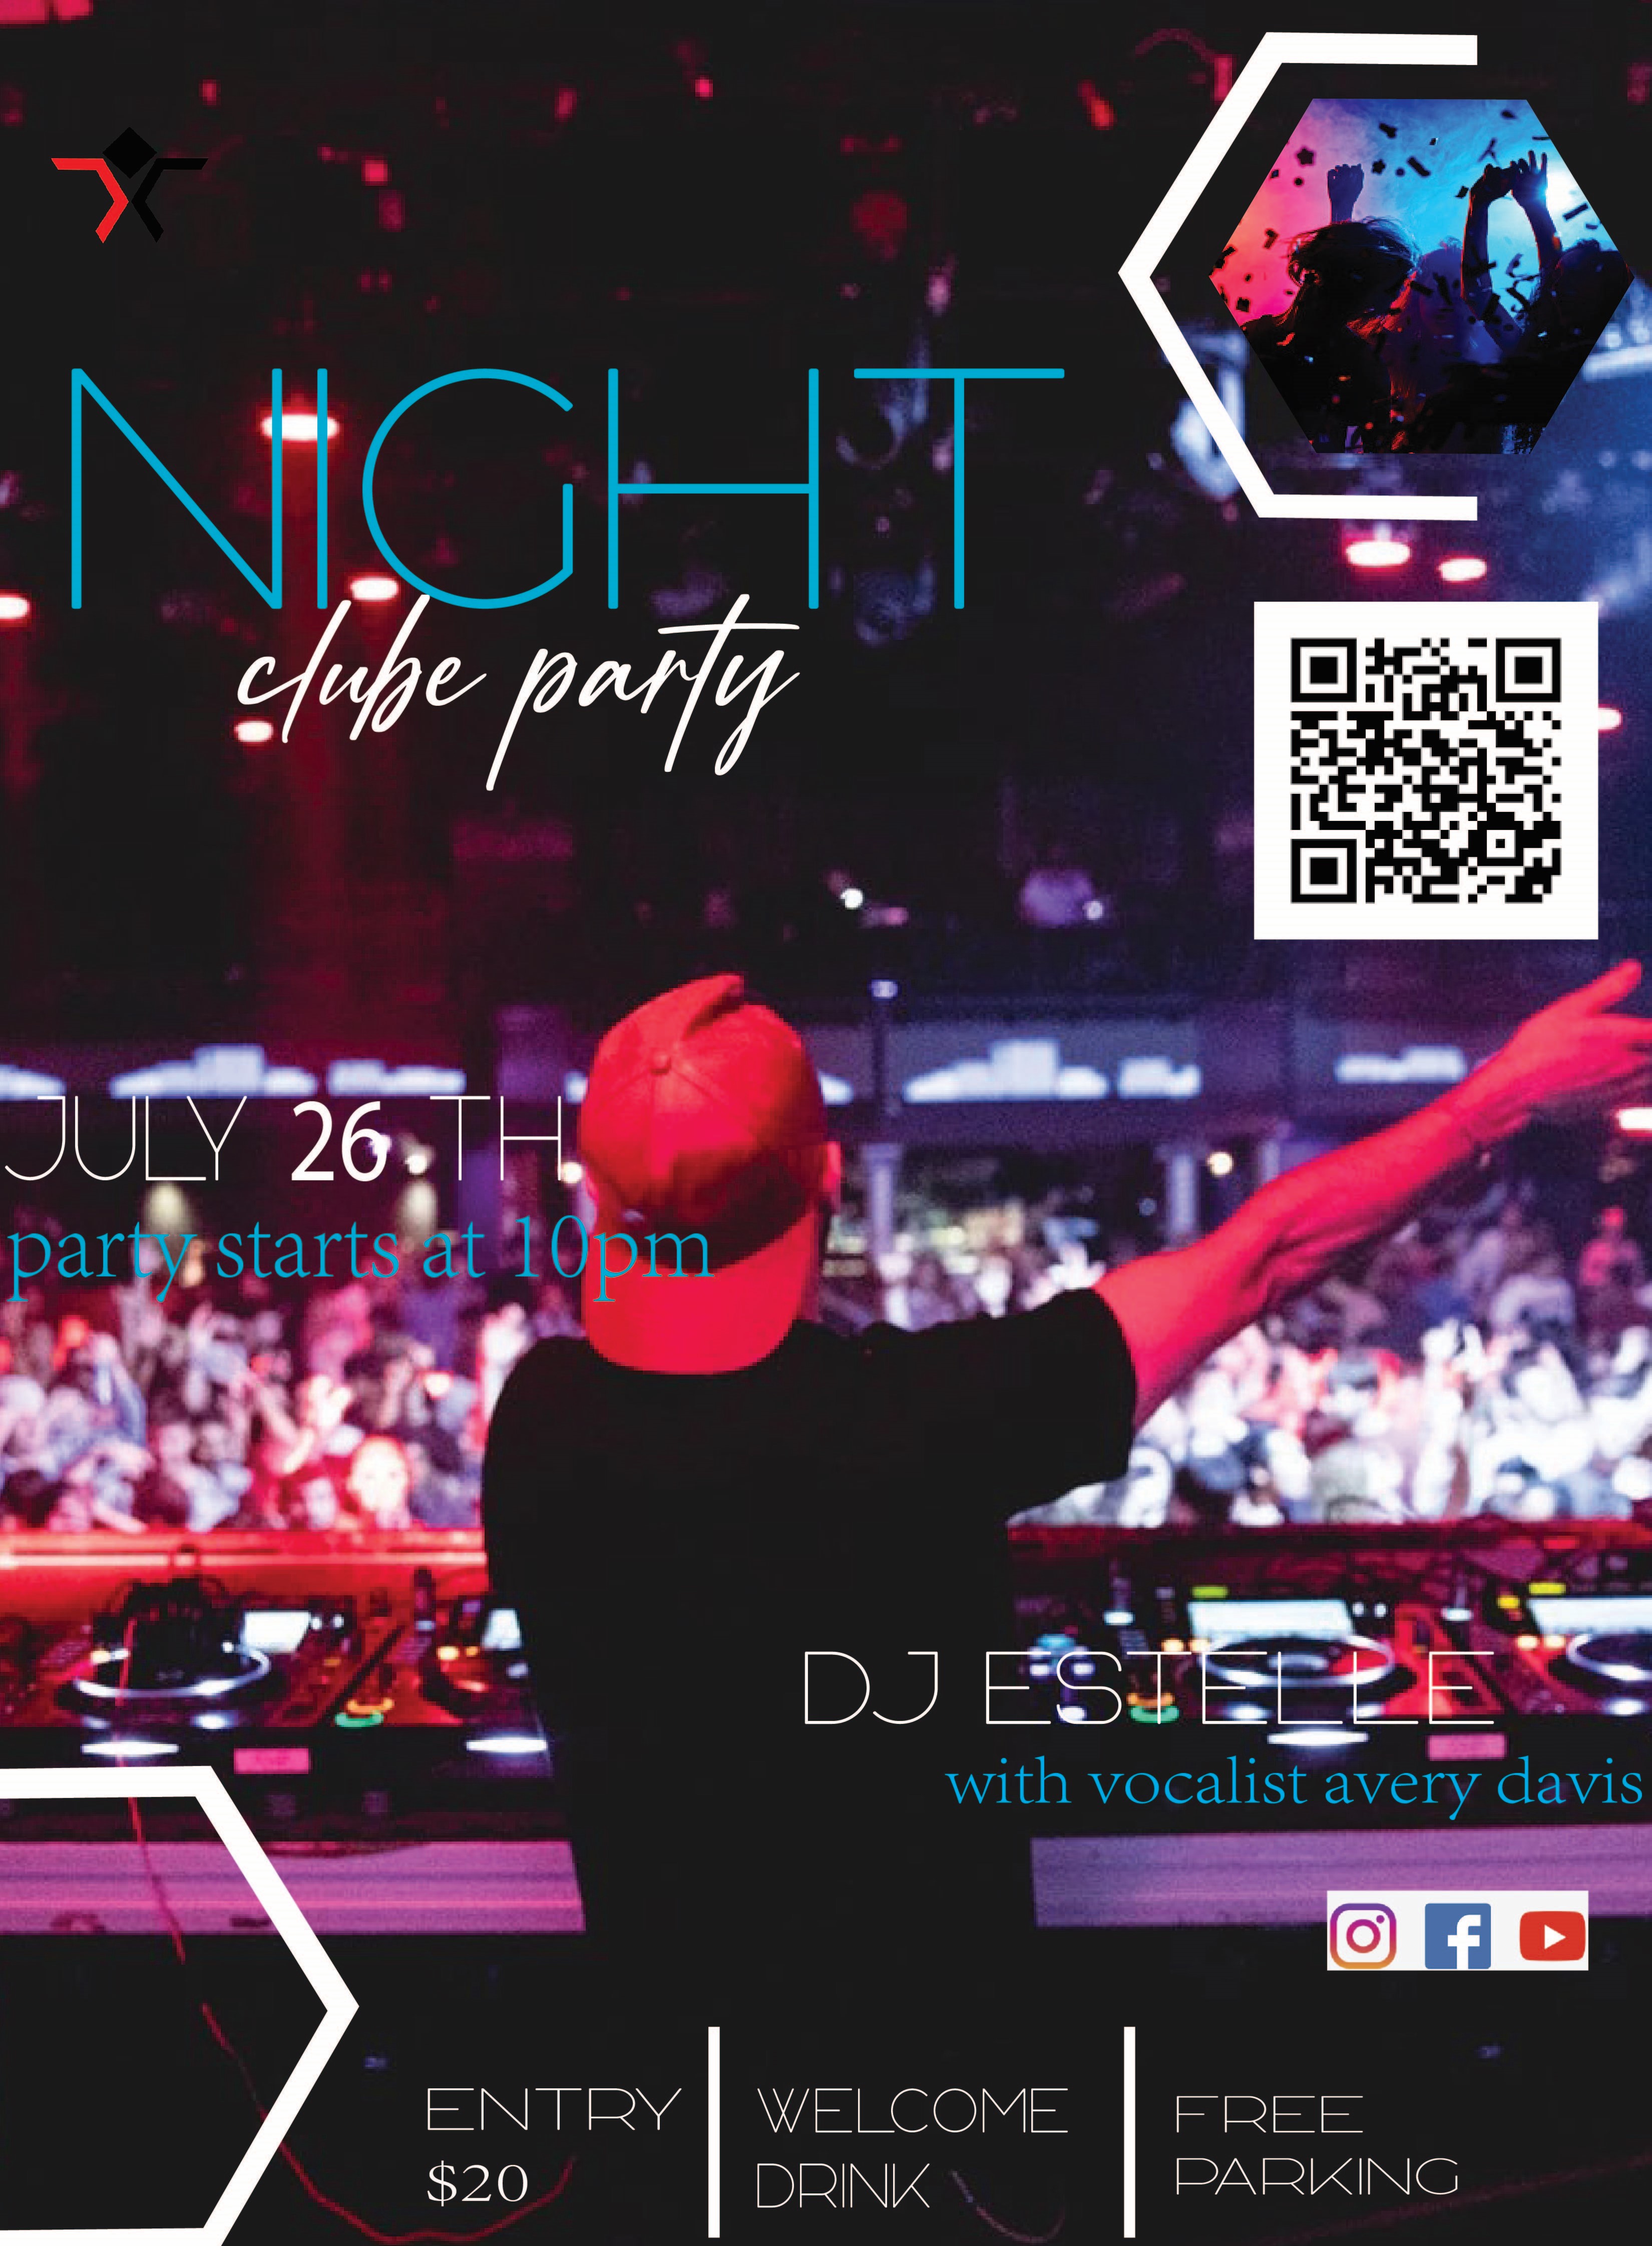 NIGHT
clube party
JULY 26 TH
party starts at 10pm
DJ ESTELLE
with vocalist avery davis
ENTRY
$20
WELCOME
DRINK
FREE
PARKING